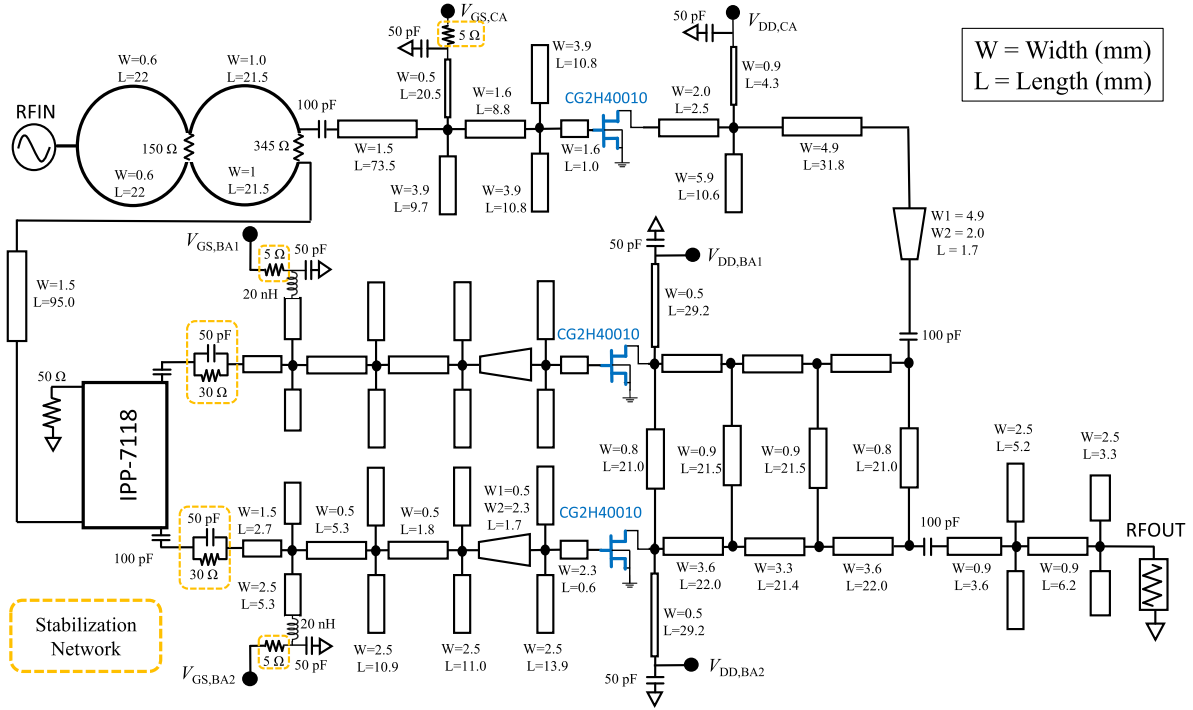 V_GS,CA
50 pF
5 Ω
W=0.5
L=20.5
W=3.9
L=10.8
50 pF
V_DD,CA
W=0.9
L=4.3
W = Width (mm)
L = Length (mm)
W=0.6
L=22
W=1.0
L=21.5
RFIN
150 Ω
345 Ω
W=0.6
L=22
W=1
L=21.5
100 pF
W=1.5
L=73.5
W=1.6
L=8.8
W=3.9
L=9.7
W=3.9
L=10.8
CG2H40010
W=1.6
L=1.0
W=2.0
L=2.5
W=5.9
L=10.6
W=4.9
L=31.8
W1 = 4.9
W2 = 2.0
L = 1.7
100 pF
W=1.5
L=95.0
V_GS,BA1
5 Ω
50 pF
20 nH
50 pF
30 Ω
50 Ω
IPP-7118
CG2H40010
50 pF
V_DD,BA1
W=0.5
L=29.2
W=0.8
L=21.0
W=0.9
L=21.5
W=0.9
L=21.5
W=0.8
L=21.0
100 pF
50 pF
30 Ω
W=1.5
L=2.7
W=0.5
L=5.3
W=0.5
L=1.8
W1=0.5
W2=2.3
L=1.7
CG2H40010
W=2.3
L=0.6
W=2.5
L=5.3
20 nH
5 Ω
50 pF
V_GS,BA2
W=2.5
L=10.9
W=2.5
L=11.0
W=2.5
L=13.9
W=3.6
L=22.0
W=3.3
L=21.4
W=3.6
L=22.0
W=0.5
L=29.2
50 pF
V_DD,BA2
100 pF
W=0.9
L=3.6
W=2.5
L=5.2
W=0.9
L=6.2
W=2.5
L=3.3
RFOUT
Stabilization
Network